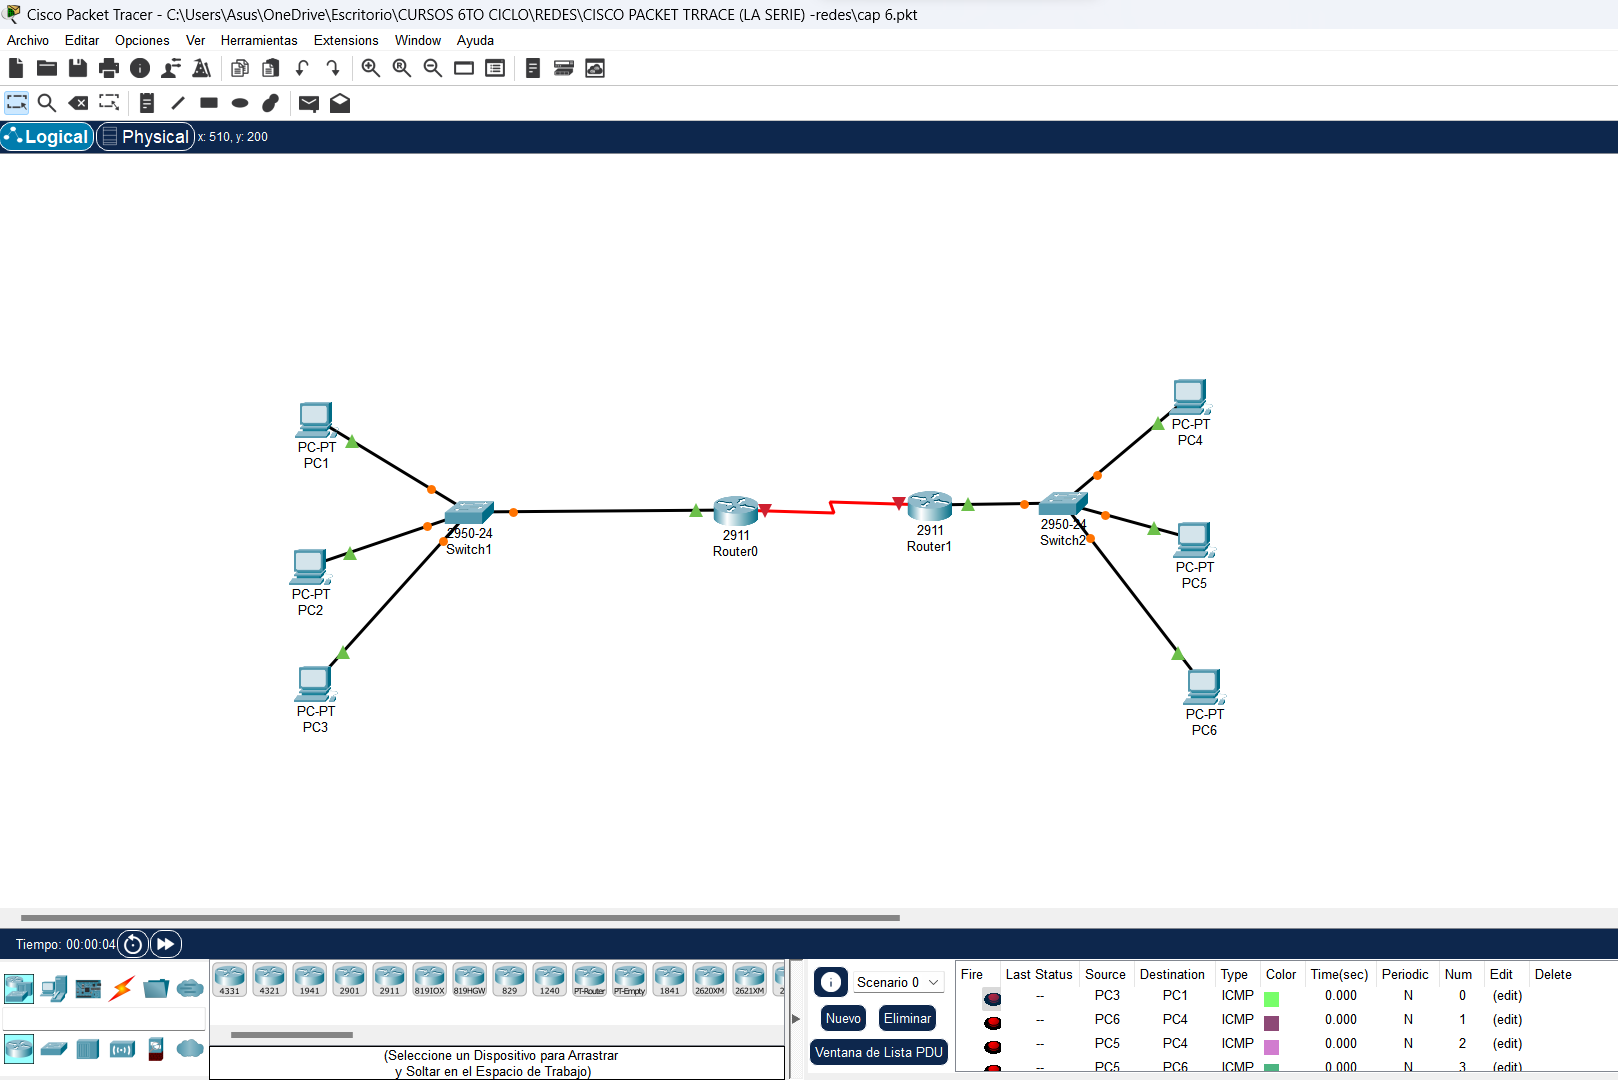 Cisco Packet Tracer - C:\Users\Asus\OneDrive\Escritorio\CURSOS 6TO CICLO\REDES\CISCO PACKET TRRACE (LA SERIE) -redes\cap 6.pkt
Archivo Editar Opciones Ver Herramientas Extensions Window Ayuda
Logical Physical x: 510, y: 200
PC-PT
PC1
PC-PT
PC2
PC-PT
PC3
2950-24
Switch1
2911
Router0
2911
Router1
2950-24
Switch2
PC-PT
PC4
PC-PT
PC5
PC-PT
PC6
Tiempo: 00:00:04
4331 4321 1941 2901 2911 819IOX 819HGW 829 1240 PT-Router PT-Empty 1841 2620XM 2621XM 2
(Seleccione un Dispositivo para Arrastrar
y Soltar en el Espacio de Trabajo)
Scenario 0
Nuevo Eliminar
Ventana de Lista PDU
Fire Last Status Source Destination Type Color Time(sec) Periodic Num Edit Delete
-- PC3 PC1 ICMP 0.000 N 0 (edit)
-- PC6 PC4 ICMP 0.000 N 1 (edit)
-- PC5 PC4 ICMP 0.000 N 2 (edit)
-- PC5 PC6 ICMP 0.000 N 3 (edit)